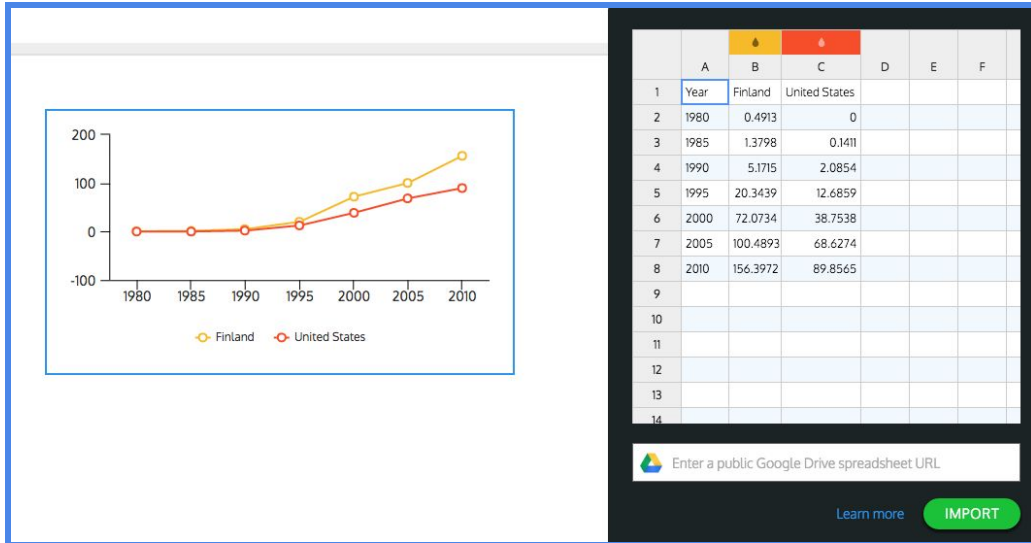 200
100
0
-100
1980 1985 1990 1995 2000 2005 2010
Finland United States
A B C D E F
1 Year Finland United States
2 1980 0.4913 0
3 1985 1.3798 0.1411
4 1990 5.1715 2.0854
5 1995 20.3439 12.6859
6 2000 72.0734 38.7538
7 2005 100.4893 68.6274
8 2010 156.3972 89.8565
9
10
11
12
13
14
Enter a public Google Drive spreadsheet URL
Learn more IMPORT